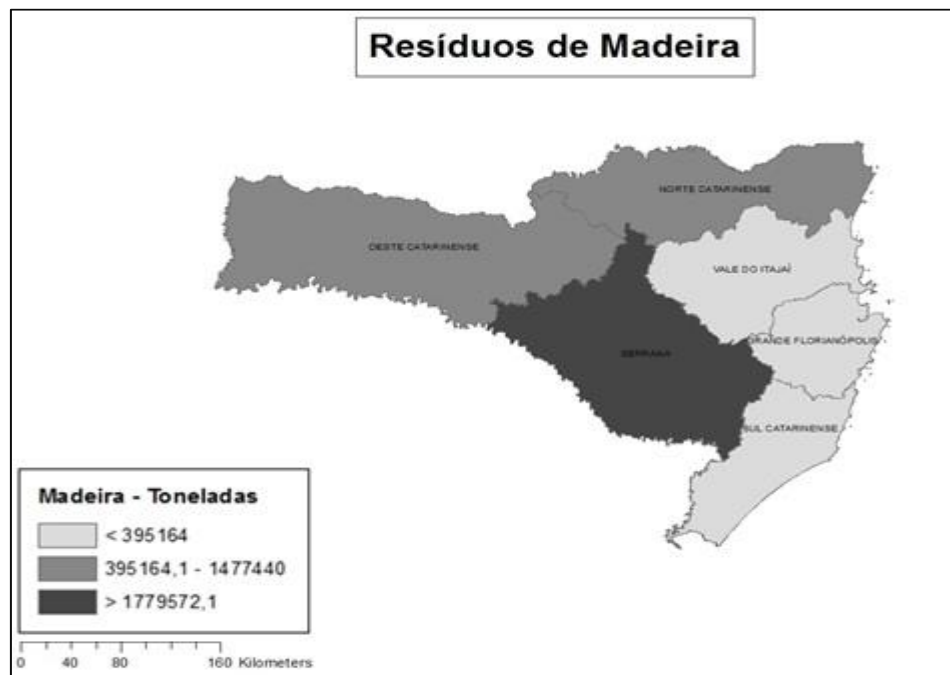 Resíduos de Madeira
NORTE CATARINENSE
OESTE CATARINENSE
VALE DO ITAJAÍ
GRANDE FLORIANÓPOLIS
SERRANA
SUL CATARINENSE
Madeira - Toneladas
< 395164
395164,1 - 1477440
> 1779572,1
0 40 80 160 Kilometers